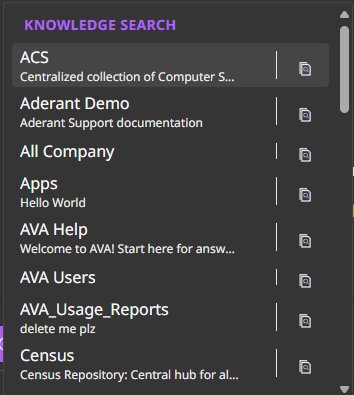 KNOWLEDGE SEARCH
ACS
Centralized collection of Computer S...
Aderant Demo
Aderant Support documentation
All Company
Apps
Hello World
AVA Help
Welcome to AVA! Start here for answ...
AVA Users
AVA_Usage_Reports
delete me plz
Census
Census Repository: Central hub for al...